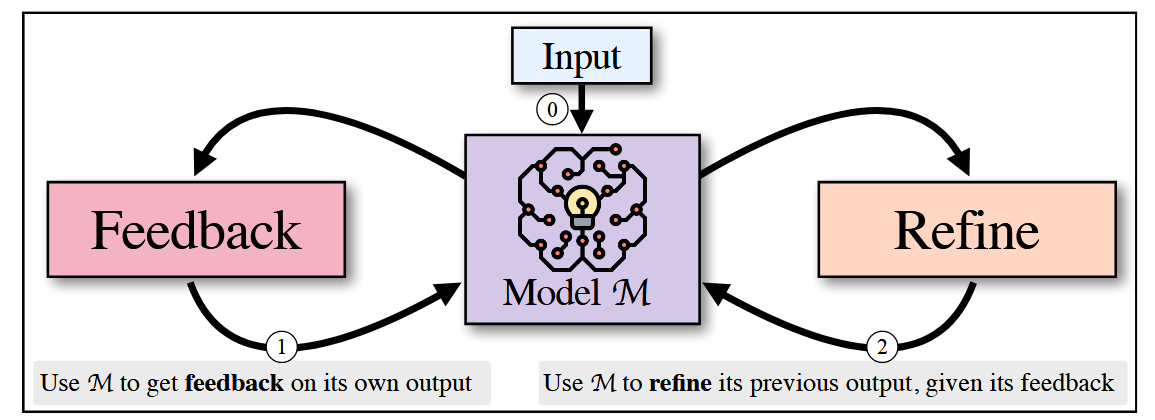 Input
0
Feedback
Model ℳ
Refine
1
2
Use ℳ to get feedback on its own output
Use ℳ to refine its previous output, given its feedback